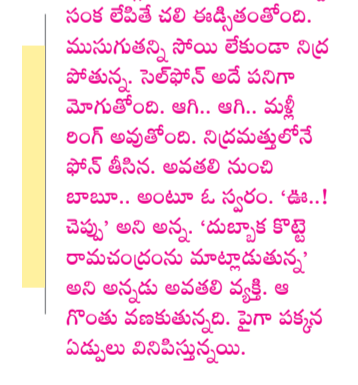 సంక లేపితే చలి ఈడ్సితంతోంది.
ముసుగుతన్ని సోయి లేకుండా నిద్ర
పోతున్న. సెల్‌ఫోన్ అదే పనిగా
మోగుతోంది. ఆగి.. ఆగి.. మళ్లీ
రింగ్ అవుతోంది. నిద్రమత్తులోనే
ఫోన్ తీసిన. అవతలి నుంచి
బాబూ.. అంటూ ఓ స్వరం. ‘ఊ..!
చెప్పు’ అని అన్న. ‘దుబ్బాక కొట్టె
రామచంద్రంను మాట్లాడుతున్న’
అని అన్నడు అవతలి వ్యక్తి. ఆ
గొంతు వణకుతున్నది. పైగా పక్కన
ఏడ్పులు వినిపిస్తున్నయి.